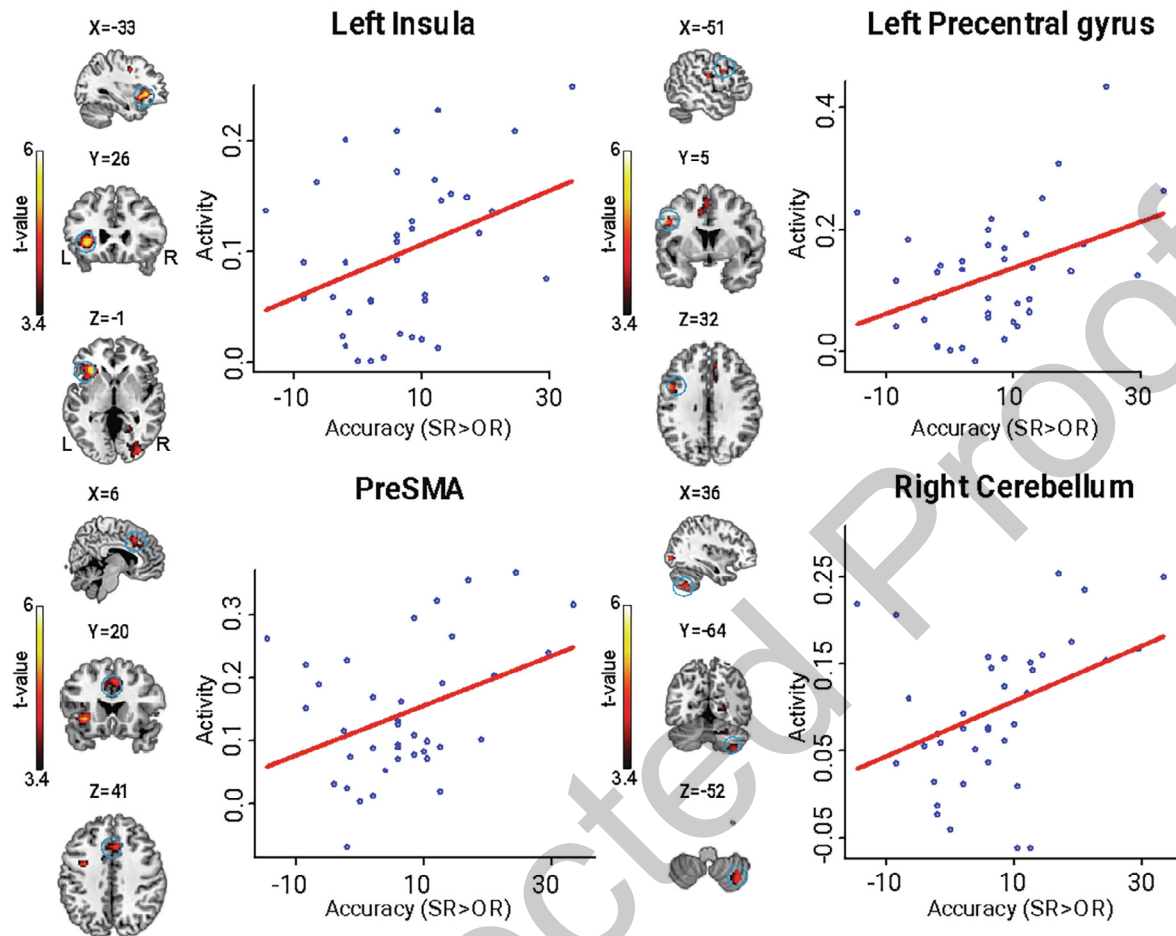 Left Insula
X=-33
Y=26
L R
Z=-1
L R
6
t-value
3.4
0.2
0.1
0.0
Activity
-10 10 30
Accuracy (SR>OR)
Left Precentral gyrus
X=-51
Y=5
Z=32
6
t-value
3.4
0.4
0.2
0.0
Activity
-10 10 30
Accuracy (SR>OR)
PreSMA
X=6
Y=20
Z=41
6
t-value
3.4
0.3
0.2
0.1
0.0
Activity
-10 10 30
Accuracy (SR>OR)
Right Cerebellum
X=36
Y=-64
Z=-52
6
t-value
3.4
0.25
0.15
0.05
-0.05
Activity
-10 10 30
Accuracy (SR>OR)
cted Proof